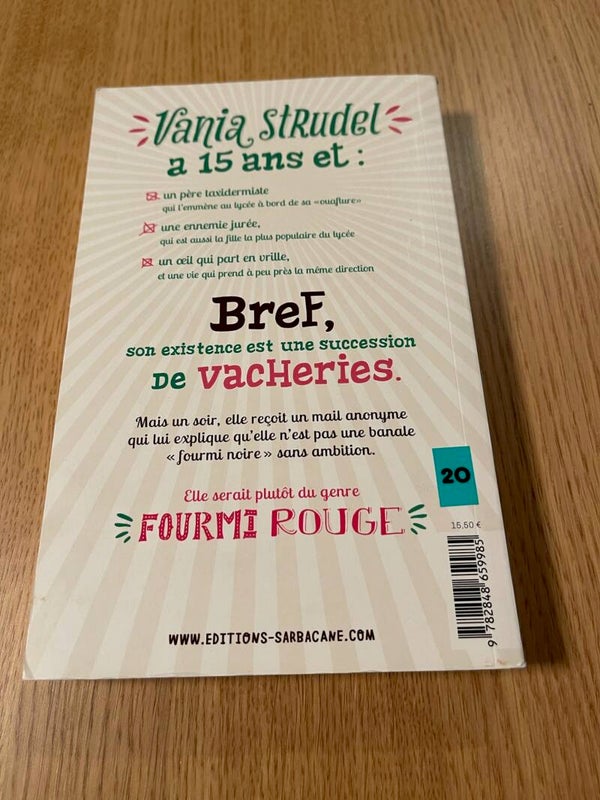 Vania Strudel
a 15 ans et :
un père taxidermiste
qui l'emmène au lycée à bord de sa «ouaflure»
une ennemie jurée,
qui est aussi la fille la plus populaire du lycée
un œil qui part en vrille,
et une vie qui prend à peu près la même direction
BreF,
son existence est une succession
De vacHeries.
Mais un soir, elle reçoit un mail anonyme
qui lui explique qu'elle n'est pas une banale
«fourmi noire» sans ambition.
Elle serait plutôt du genre
FOURMI ROUGE
20
15,50 €
9 782848 659985
WWW.EDITIONS-SARBACANE.COM